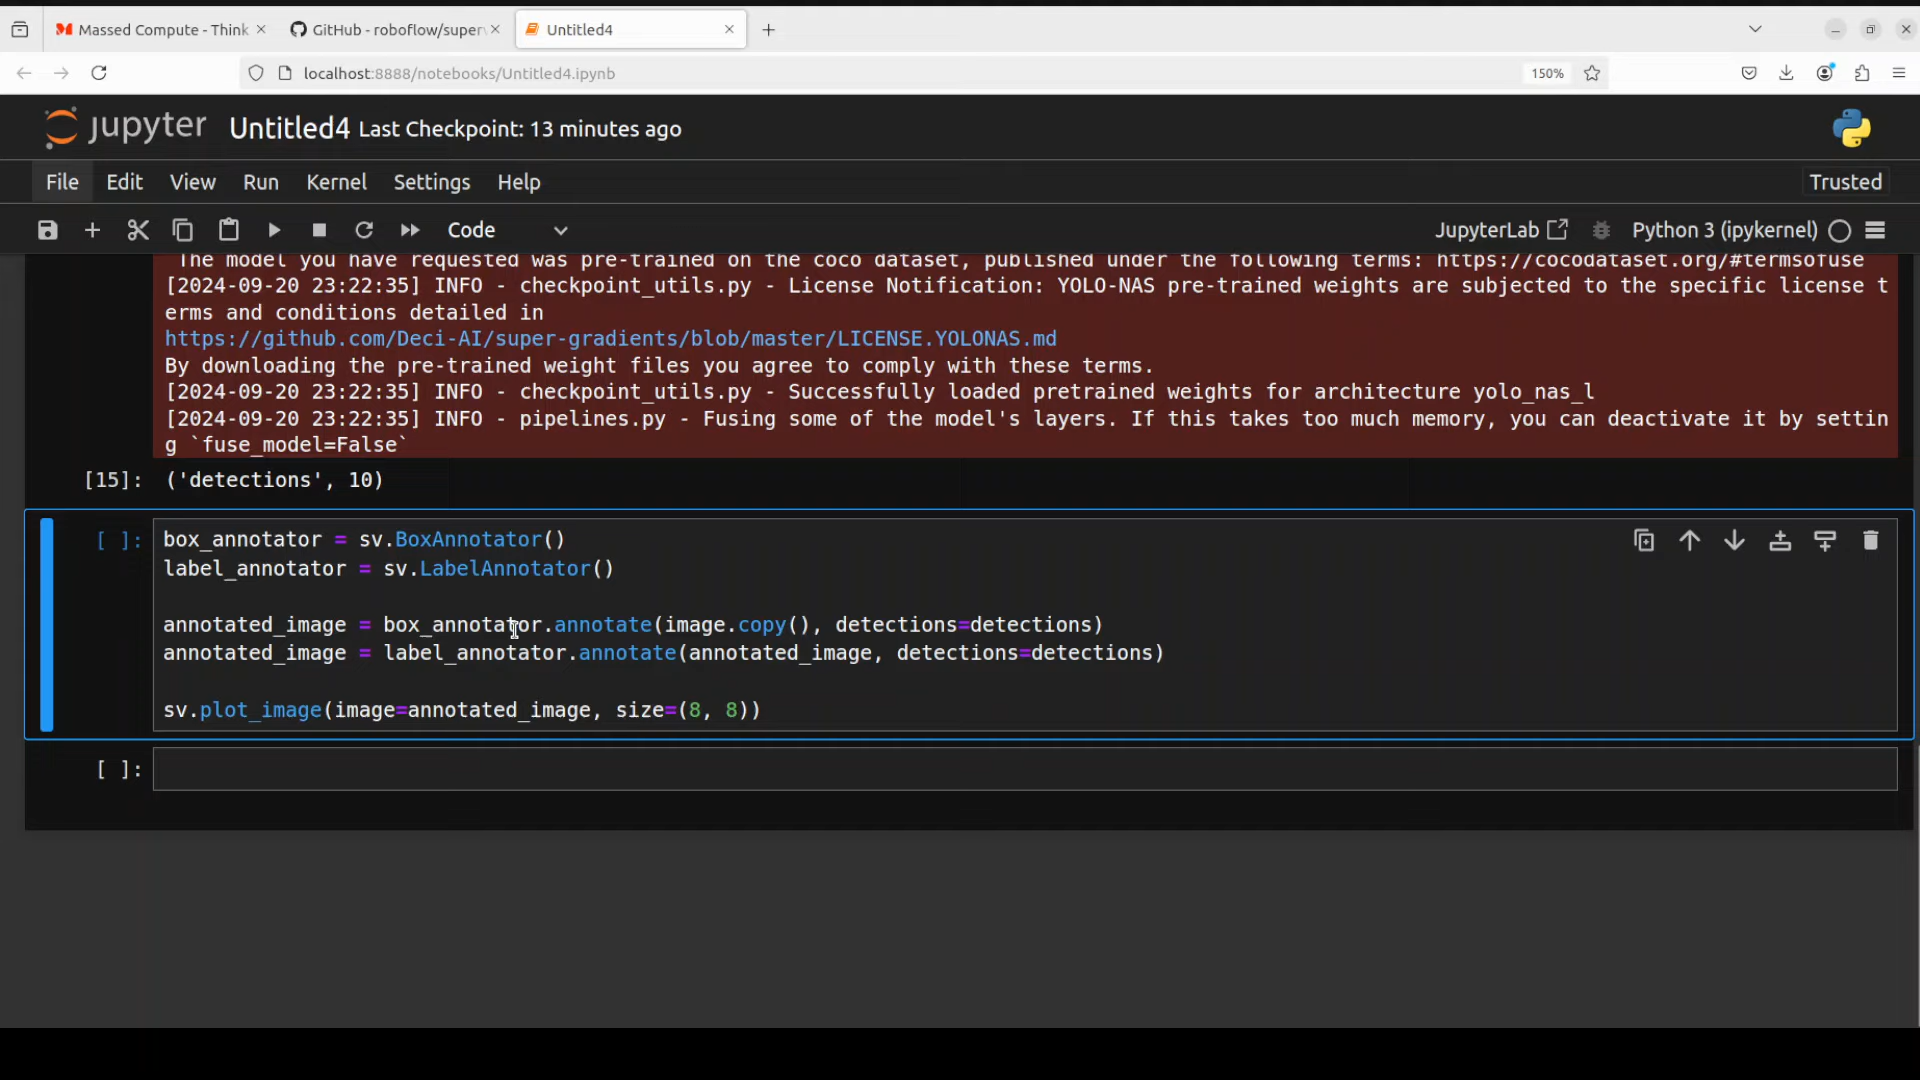 Massed Compute - Think
GitHub - roboflow/super
Untitled4
localhost:8888/notebooks/Untitled4.ipynb
150%
jupyter Untitled4 Last Checkpoint: 13 minutes ago
File Edit View Run Kernel Settings Help
Trusted
Code
JupyterLab
Python 3 (ipykernel)
The model you have requested was pre-trained on the coco dataset, published under the following terms: https://cocodataset.org/#termsofuse
[2024-09-20 23:22:35] INFO - checkpoint_utils.py - License Notification: YOLO-NAS pre-trained weights are subjected to the specific license t
erms and conditions detailed in
https://github.com/Deci-AI/super-gradients/blob/master/LICENSE.YOLONAS.md
By downloading the pre-trained weight files you agree to comply with these terms.
[2024-09-20 23:22:35] INFO - checkpoint_utils.py - Successfully loaded pretrained weights for architecture yolo_nas_l
[2024-09-20 23:22:35] INFO - pipelines.py - Fusing some of the model's layers. If this takes too much memory, you can deactivate it by settin
g `fuse_model=False`
[15]: ('detections', 10)
[ ]: box_annotator = sv.BoxAnnotator()
label_annotator = sv.LabelAnnotator()
annotated_image = box_annotator.annotate(image.copy(), detections=detections)
annotated_image = label_annotator.annotate(annotated_image, detections=detections)
sv.plot_image(image=annotated_image, size=(8, 8))
[ ]: